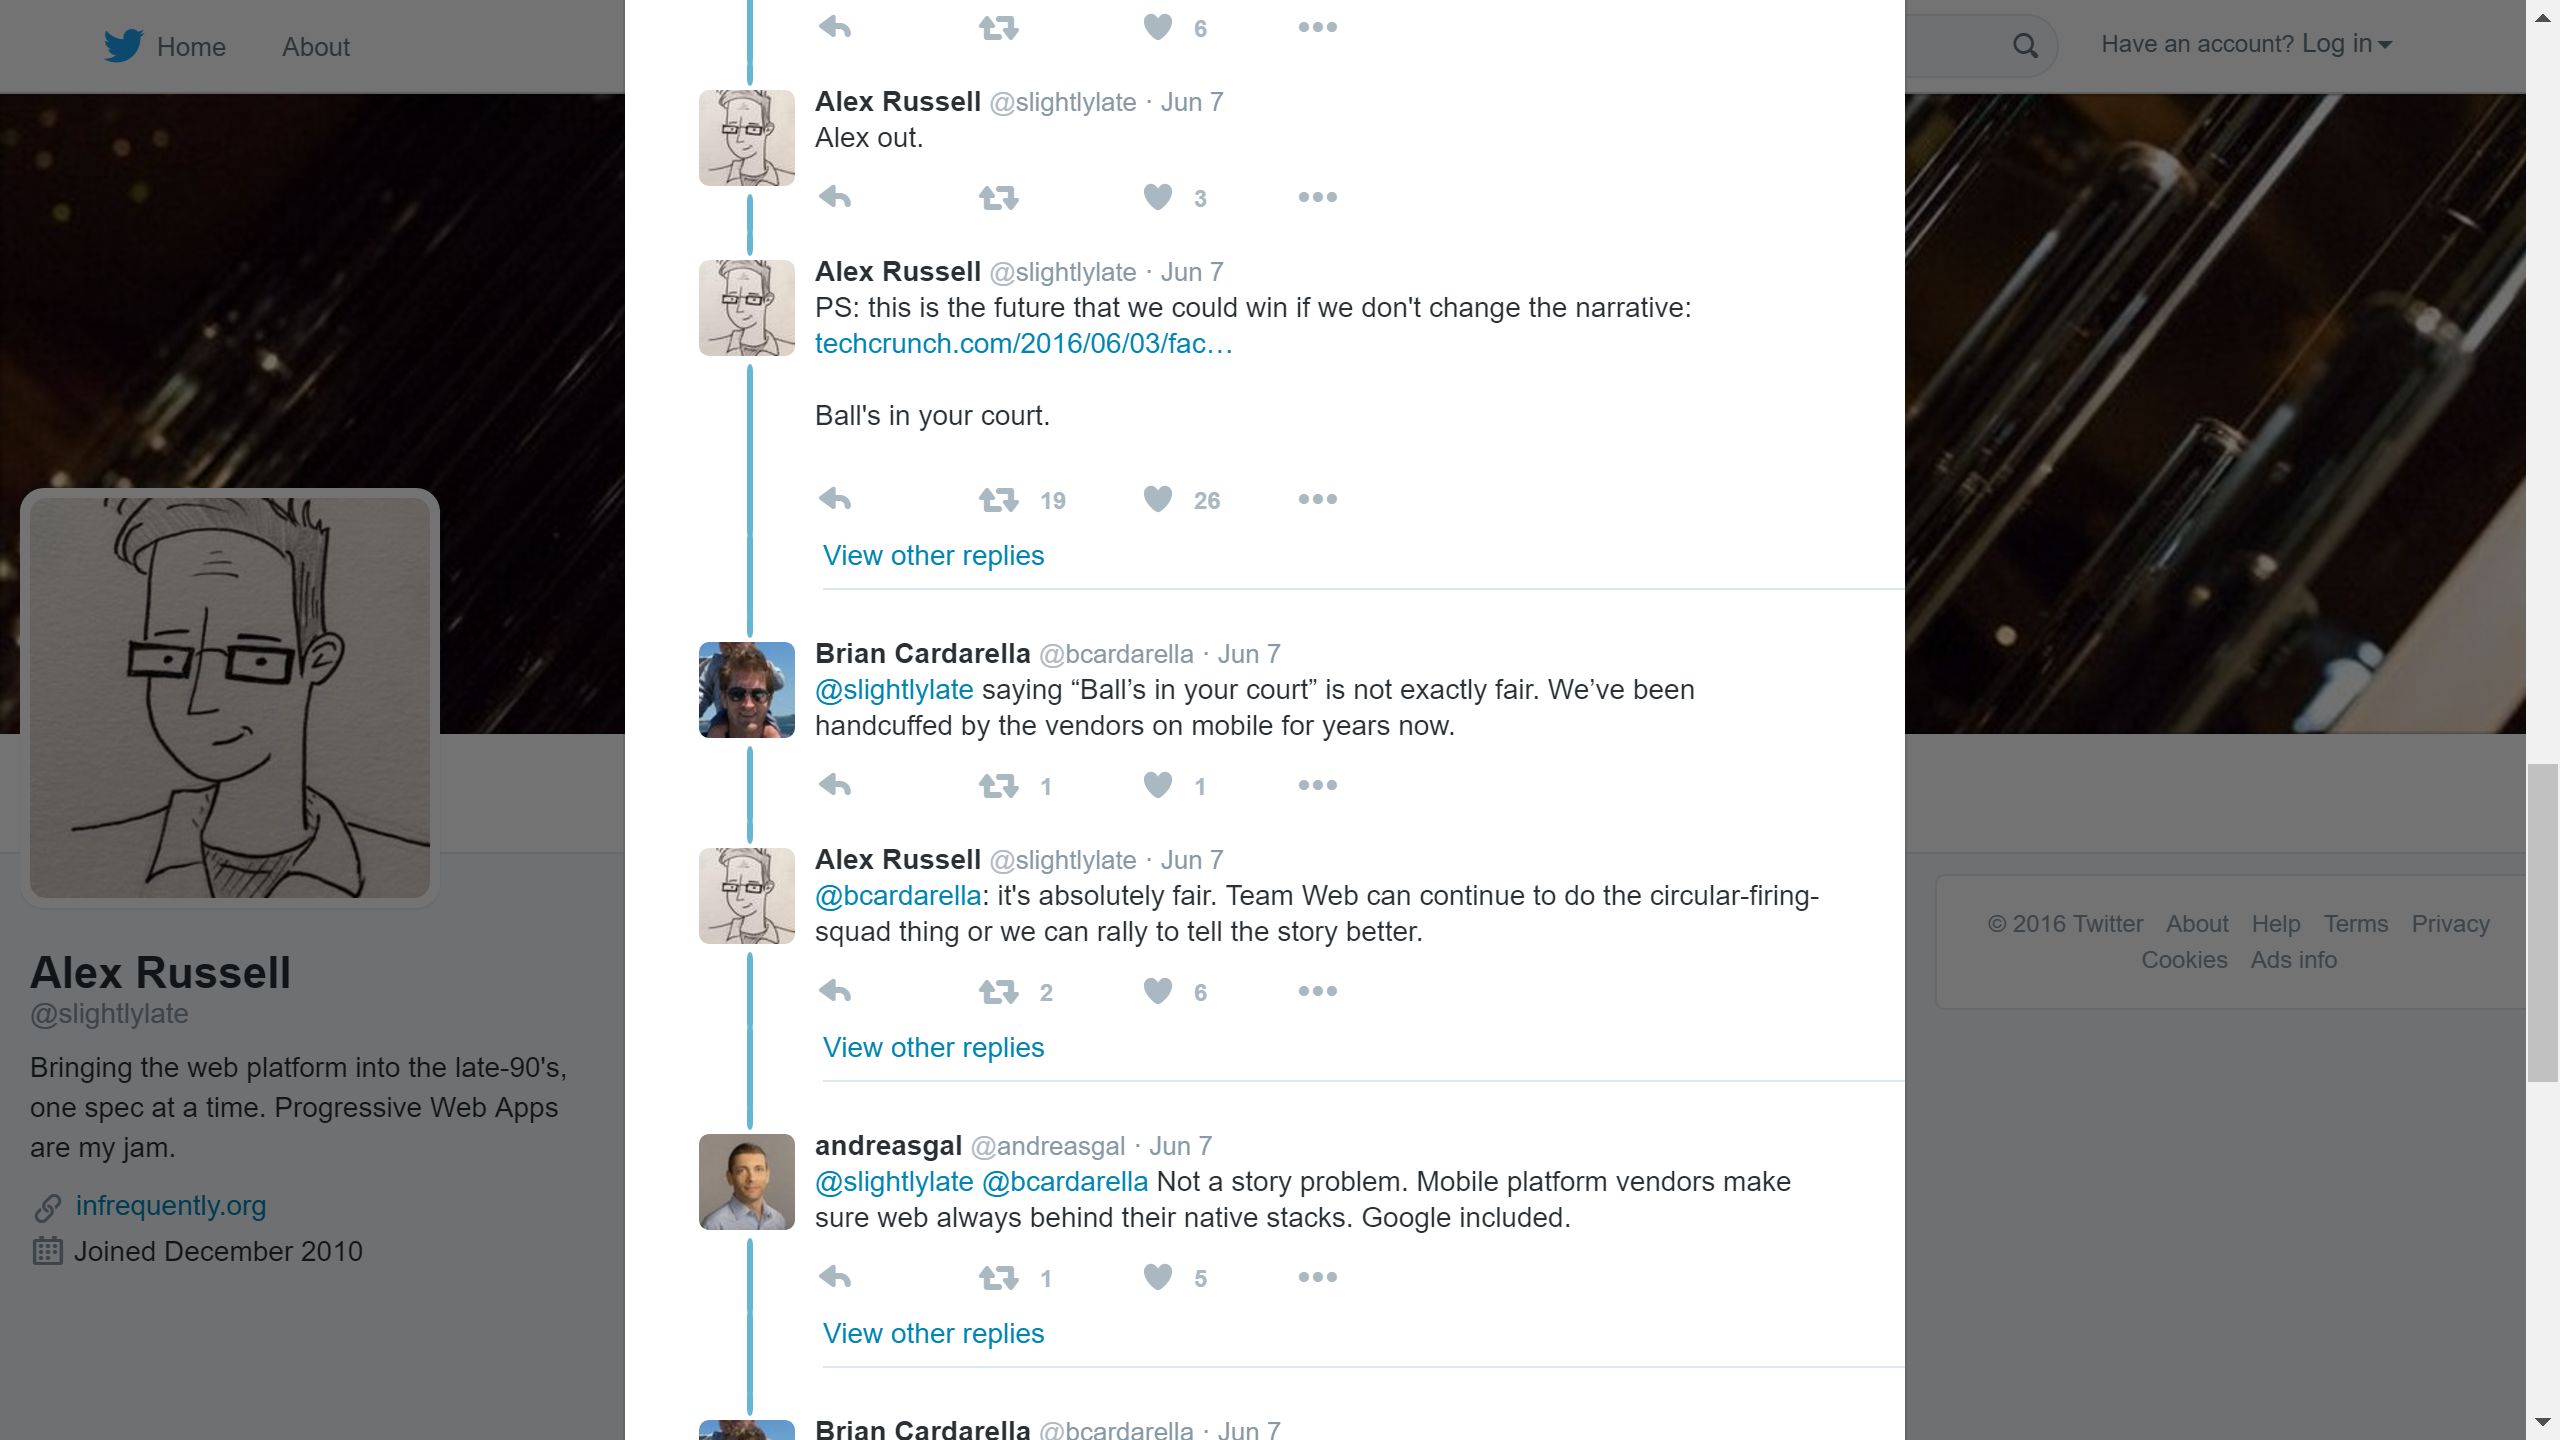 Home About
Have an account? Log in
6
Alex Russell @slightlylate · Jun 7
Alex out.
3
Alex Russell @slightlylate · Jun 7
PS: this is the future that we could win if we don't change the narrative:
techcrunch.com/2016/06/03/fac…
Ball's in your court.
19 26
View other replies
Brian Cardarella @bcardarella · Jun 7
@slightlylate saying “Ball’s in your court” is not exactly fair. We’ve been
handcuffed by the vendors on mobile for years now.
1 1
Alex Russell @slightlylate · Jun 7
@bcardarella: it's absolutely fair. Team Web can continue to do the circular-firing-
squad thing or we can rally to tell the story better.
2 6
View other replies
andreasgal @andreasgal · Jun 7
@slightlylate @bcardarella Not a story problem. Mobile platform vendors make
sure web always behind their native stacks. Google included.
1 5
View other replies
Brian Cardarella @bcardarella · Jun 7
Alex Russell
@slightlylate
Bringing the web platform into the late-90's,
one spec at a time. Progressive Web Apps
are my jam.
infrequently.org
Joined December 2010
© 2016 Twitter About Help Terms Privacy
Cookies Ads info